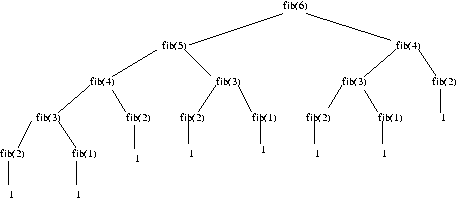 fib(6)
fib(5) fib(4)
fib(4) fib(3) fib(3) fib(2)
fib(3) fib(2) fib(2) fib(1) fib(2) fib(1) 1
fib(2) fib(1) 1 1 1 1 1
1 1